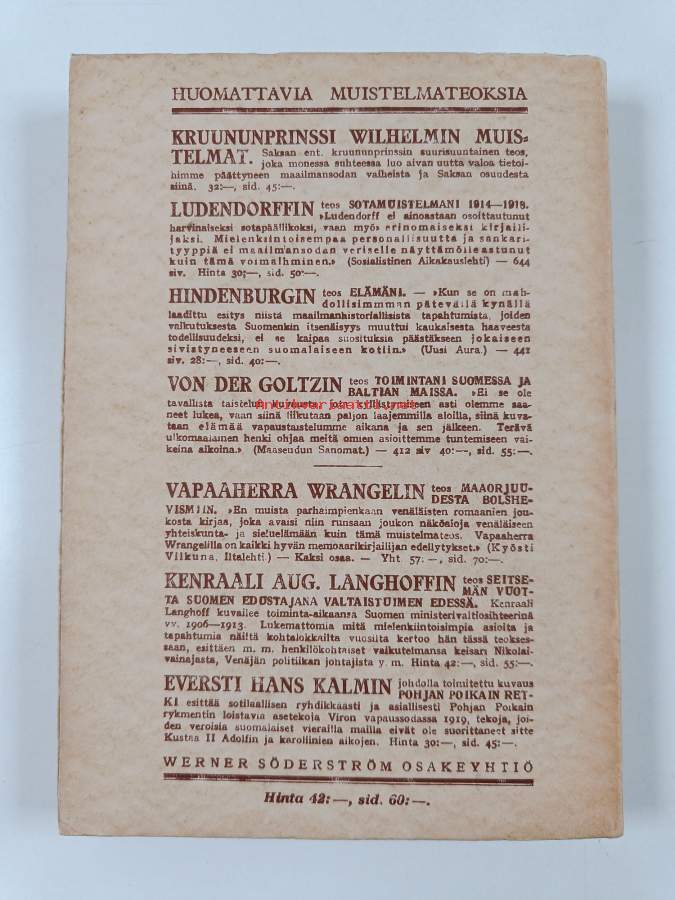 HUOMATTAVIA MUISTELMATEOKSIA
KRUUNUNPRINSSI WILHELMIN MUIS-
TELMAT. Saksan ent. kruununprinssin suurisuuntainen teos,
joka monessa suhteessa luo aivan uutta valoa tietoi-
himme päättyneen maailmansodan vaiheista ja Saksan osuudesta
siinä. 32:—, sid. 45:—.
LUDENDORFFIN teos SOTAMUISTELMANI 1914—1918.
»Ludendorff ei ainoastaan osoittautunut
harvinaiseksi sotapäälliköksi, vaan myös erinomaiseksi kirjaili-
jaksi. Mielenkiintoisempaa personallisuutta ja sankari-
tyyppiä ei maailmansodan veriselle näyttämölle astunut
kuin tämä voimaihminen.» (Sosialistinen Aikakauslehti) — 644
siv. Hinta 30:—, sid. 50:—.
HINDENBURGIN teos ELÄMÄNI. — »Kun se on mah-
dollisimman pätevällä kynällä
laadittu esitys niistä maailmanhistoriallisista tapahtumista, joiden
vaikutuksesta Suomenkin itsenäisyys muuttui kaukaisesta haaveesta
todellisuudeksi, ei se kaipaa suosituksia päästäkseen jokaiseen
sivistyneeseen suomalaiseen kotiin.» (Uusi Aura.) — 441
siv. 28:—, sid. 40:—.
VON DER GOLTZIN teos TOIMINTANI SUOMESSA JA
BALTIAN MAISSA. »Ei se ole
tavallista taistelun kuvausta, jota kyllästymiseen asti olemme saa-
neet lukea, vaan siinä liikutaan paljon laajemmilla aloilla, siinä kuva-
taan elämää vapaustaistelumme aikana ja sen jälkeen. Terävä
ulkomaalainen henki ohjaa meitä omien asioittemme tuntemiseen vai-
keina aikoina.» (Maaseudun Sanomat.) — 412 siv 40:—, sid. 55:—.
VAPAAHERRA WRANGELIN teos MAAORJUU-
DESTA BOLSHE-
VISMIIN. »En muista parhaimpienkaan venäläisten romaanien jou-
kosta kirjaa, joka avaisi niin runsaan joukon näköaloja venäläiseen
yhteiskunta- ja sieluelämään kuin tämä muistelmateos. Vapaaherra
Wrangelilla on kaikki hyvän memoaarikirjailijan edellytykset.» (Kyösti
Vilkuna, Iltalehti.) — Kaksi osaa. — Yht 57:—, sid. 70:—.
KENRAALI AUG. LANGHOFFIN teos SEITSE-
MÄN VUOT-
TA SUOMEN EDUSTAJANA VALTAISTUIMEN EDESSÄ. Kenraali
Langhoff kuvailee toiminta-aikaansa Suomen ministerivaltiosihteerinä
vv. 1906—1913. Lukemattomia mitä mielenkiintoisimpia asioita ja
tapahtumia näiltä kohtalokkailta vuosilta kertoo hän tässä teokses-
saan, esittäen m. m. henkilökohtaiset vaikutelmansa keisari Nikolai-
vainajasta, Venäjän politiikan johtajista y. m. Hinta 42:—, sid. 55:—.
EVERSTI HANS KALMIN johdolla toimitettu kuvaus
POHJAN POIKAIN RET-
KI esittää sotilaallisen ryhdikkäästi ja asiallisesti Pohjan Poikain
rykmentin loistavia asetekoja Viron vapaussodassa 1919, tekoja, joi-
den veroisia suomalaiset vierailla mailla eivät ole suorittaneet sitte
Kustaa II Adolfin ja karoliinien aikojen. Hinta 30:—, sid. 45:—.
WERNER SÖDERSTRÖM OSAKEYHTIÖ
Hinta 42:—, sid. 60:—.